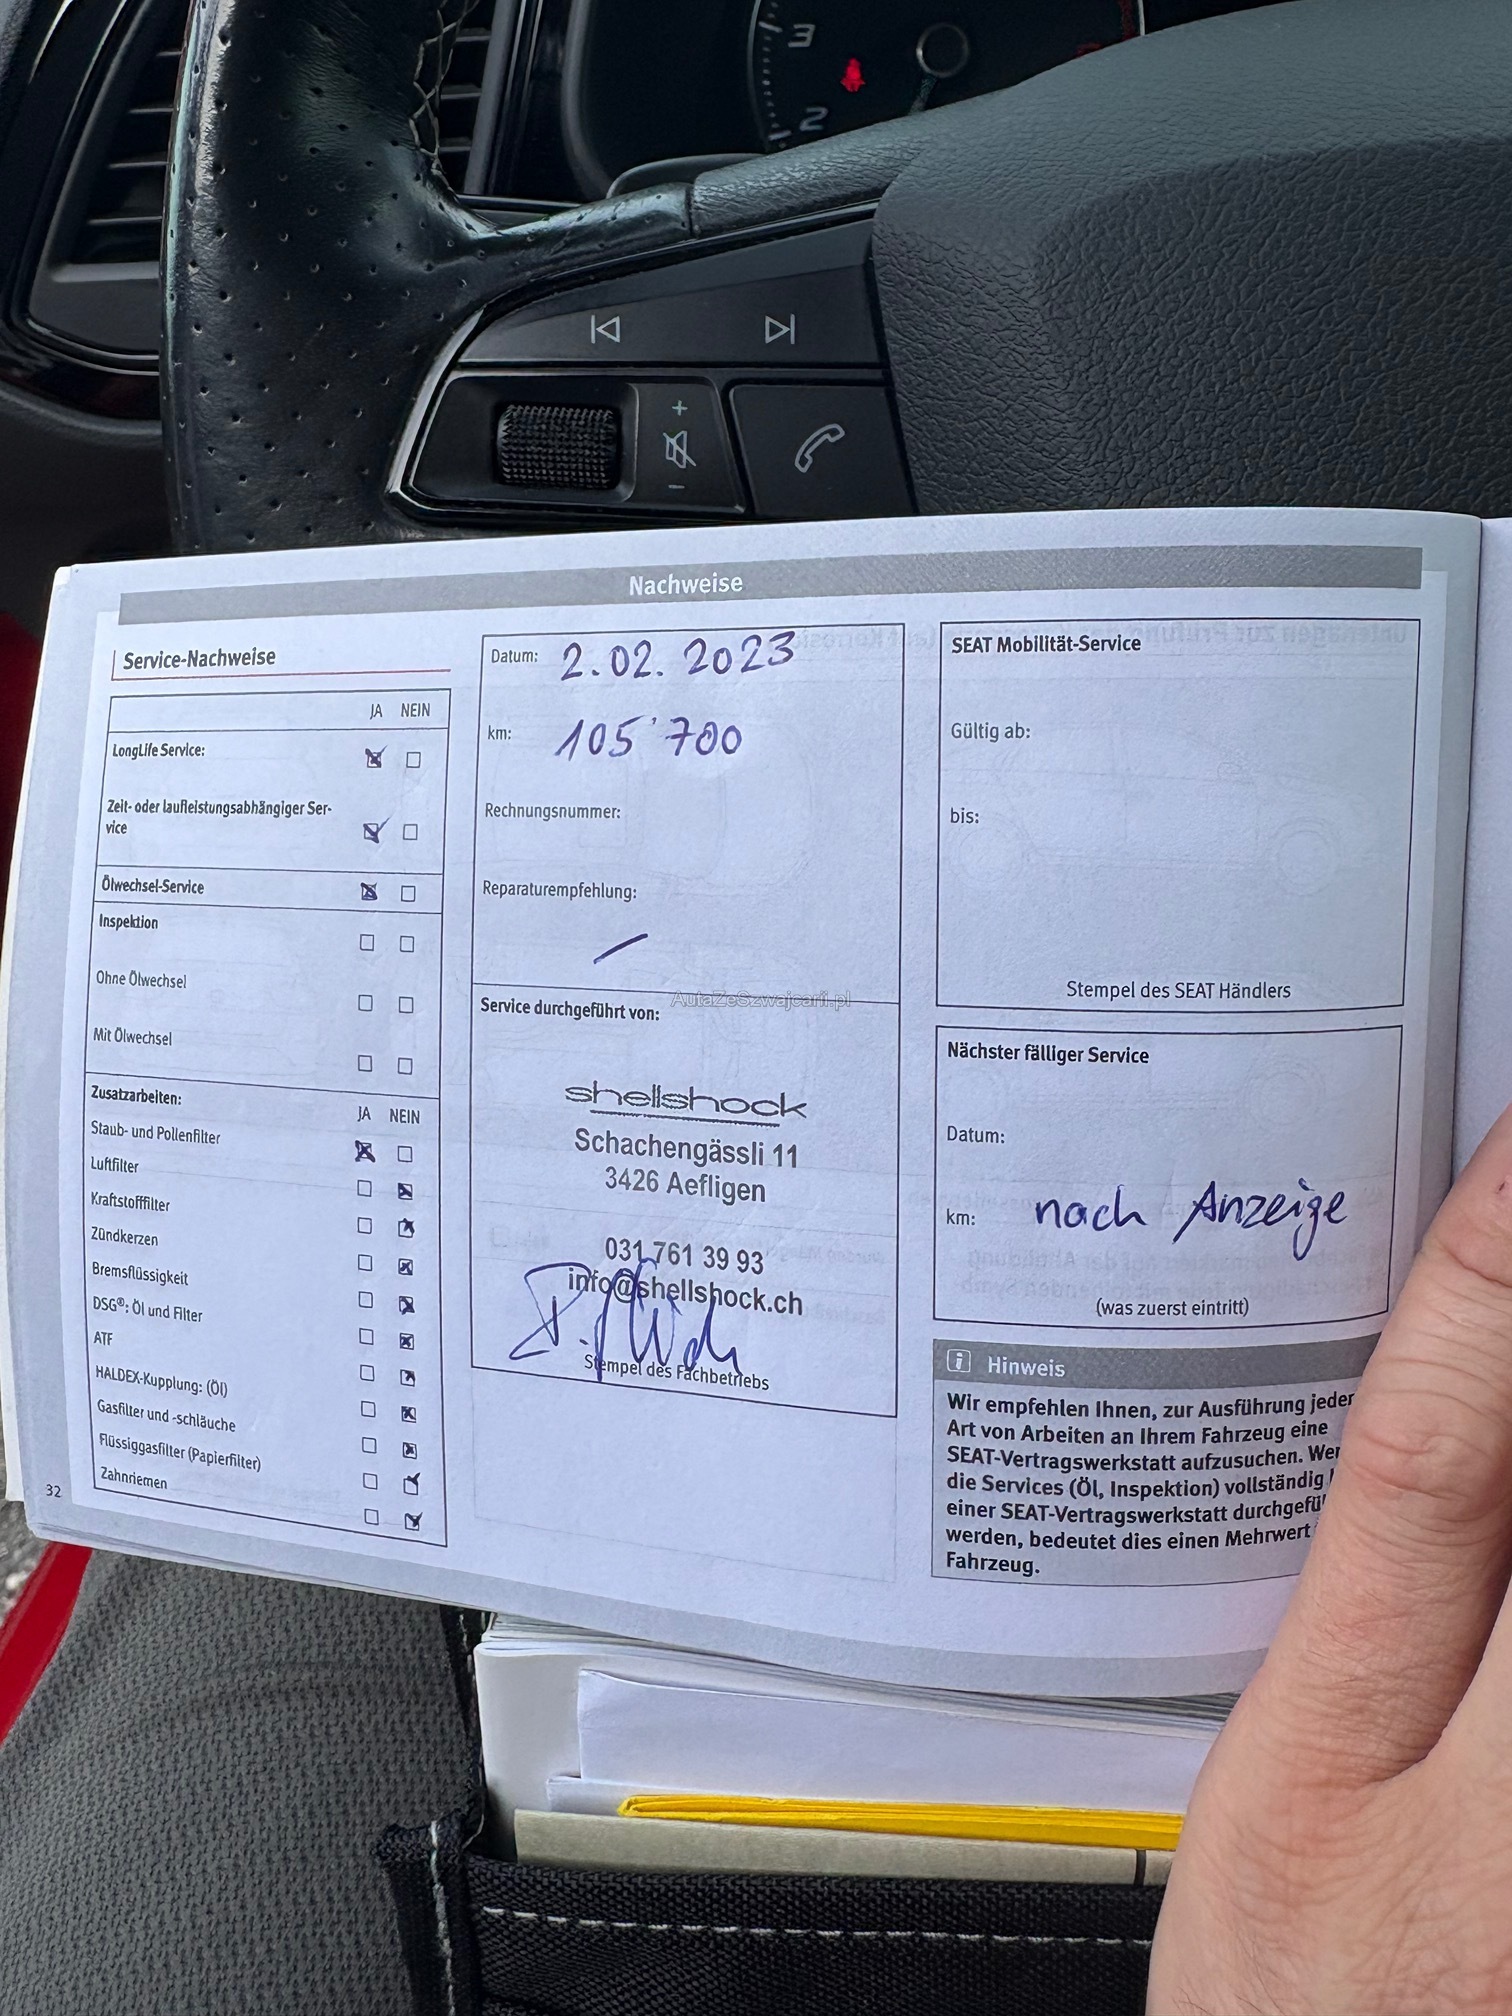 3
2
+
-
Nachweise
Service-Nachweise
JA NEIN
LongLife Service:
Zeit- oder laufleistungsabhängiger Ser-
vice
Ölwechsel-Service
Inspektion
Ohne Ölwechsel
Mit Ölwechsel
Zusatzarbeiten:
JA NEIN
Staub- und Pollenfilter
Luftfilter
Kraftstofffilter
Zündkerzen
Bremsflüssigkeit
DSG®: Öl und Filter
ATF
HALDEX-Kupplung: (Öl)
Gasfilter und -schläuche
Flüssiggasfilter (Papierfilter)
Zahnriemen
32
Datum: 2.02.2023
km: 105'700
Rechnungsnummer:
Reparaturempfehlung:
AutaZeSzwajcarii.pl
Service durchgeführt von:
shellshock
Schachengässli 11
3426 Aefligen
031 761 39 93
info@shellshock.ch
Stempel des Fachbetriebs
SEAT Mobilität-Service
Gültig ab:
bis:
Stempel des SEAT Händlers
Nächster fälliger Service
Datum:
km: nach Anzeige
(was zuerst eintritt)
i Hinweis
Wir empfehlen Ihnen, zur Ausführung jeder
Art von Arbeiten an Ihrem Fahrzeug eine
SEAT-Vertragswerkstatt aufzusuchen. Wer
die Services (Öl, Inspektion) vollständig
einer SEAT-Vertragswerkstatt durchgefü
werden, bedeutet dies einen Mehrwert
Fahrzeug.